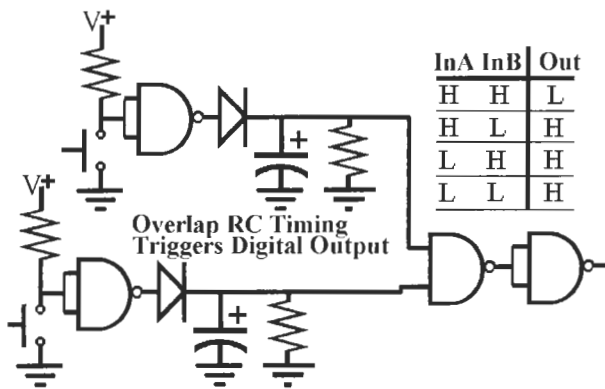 V+
InA InB Out
H H L
H L H
L H H
L L H
+
V+
Overlap RC Timing
Triggers Digital Output
+